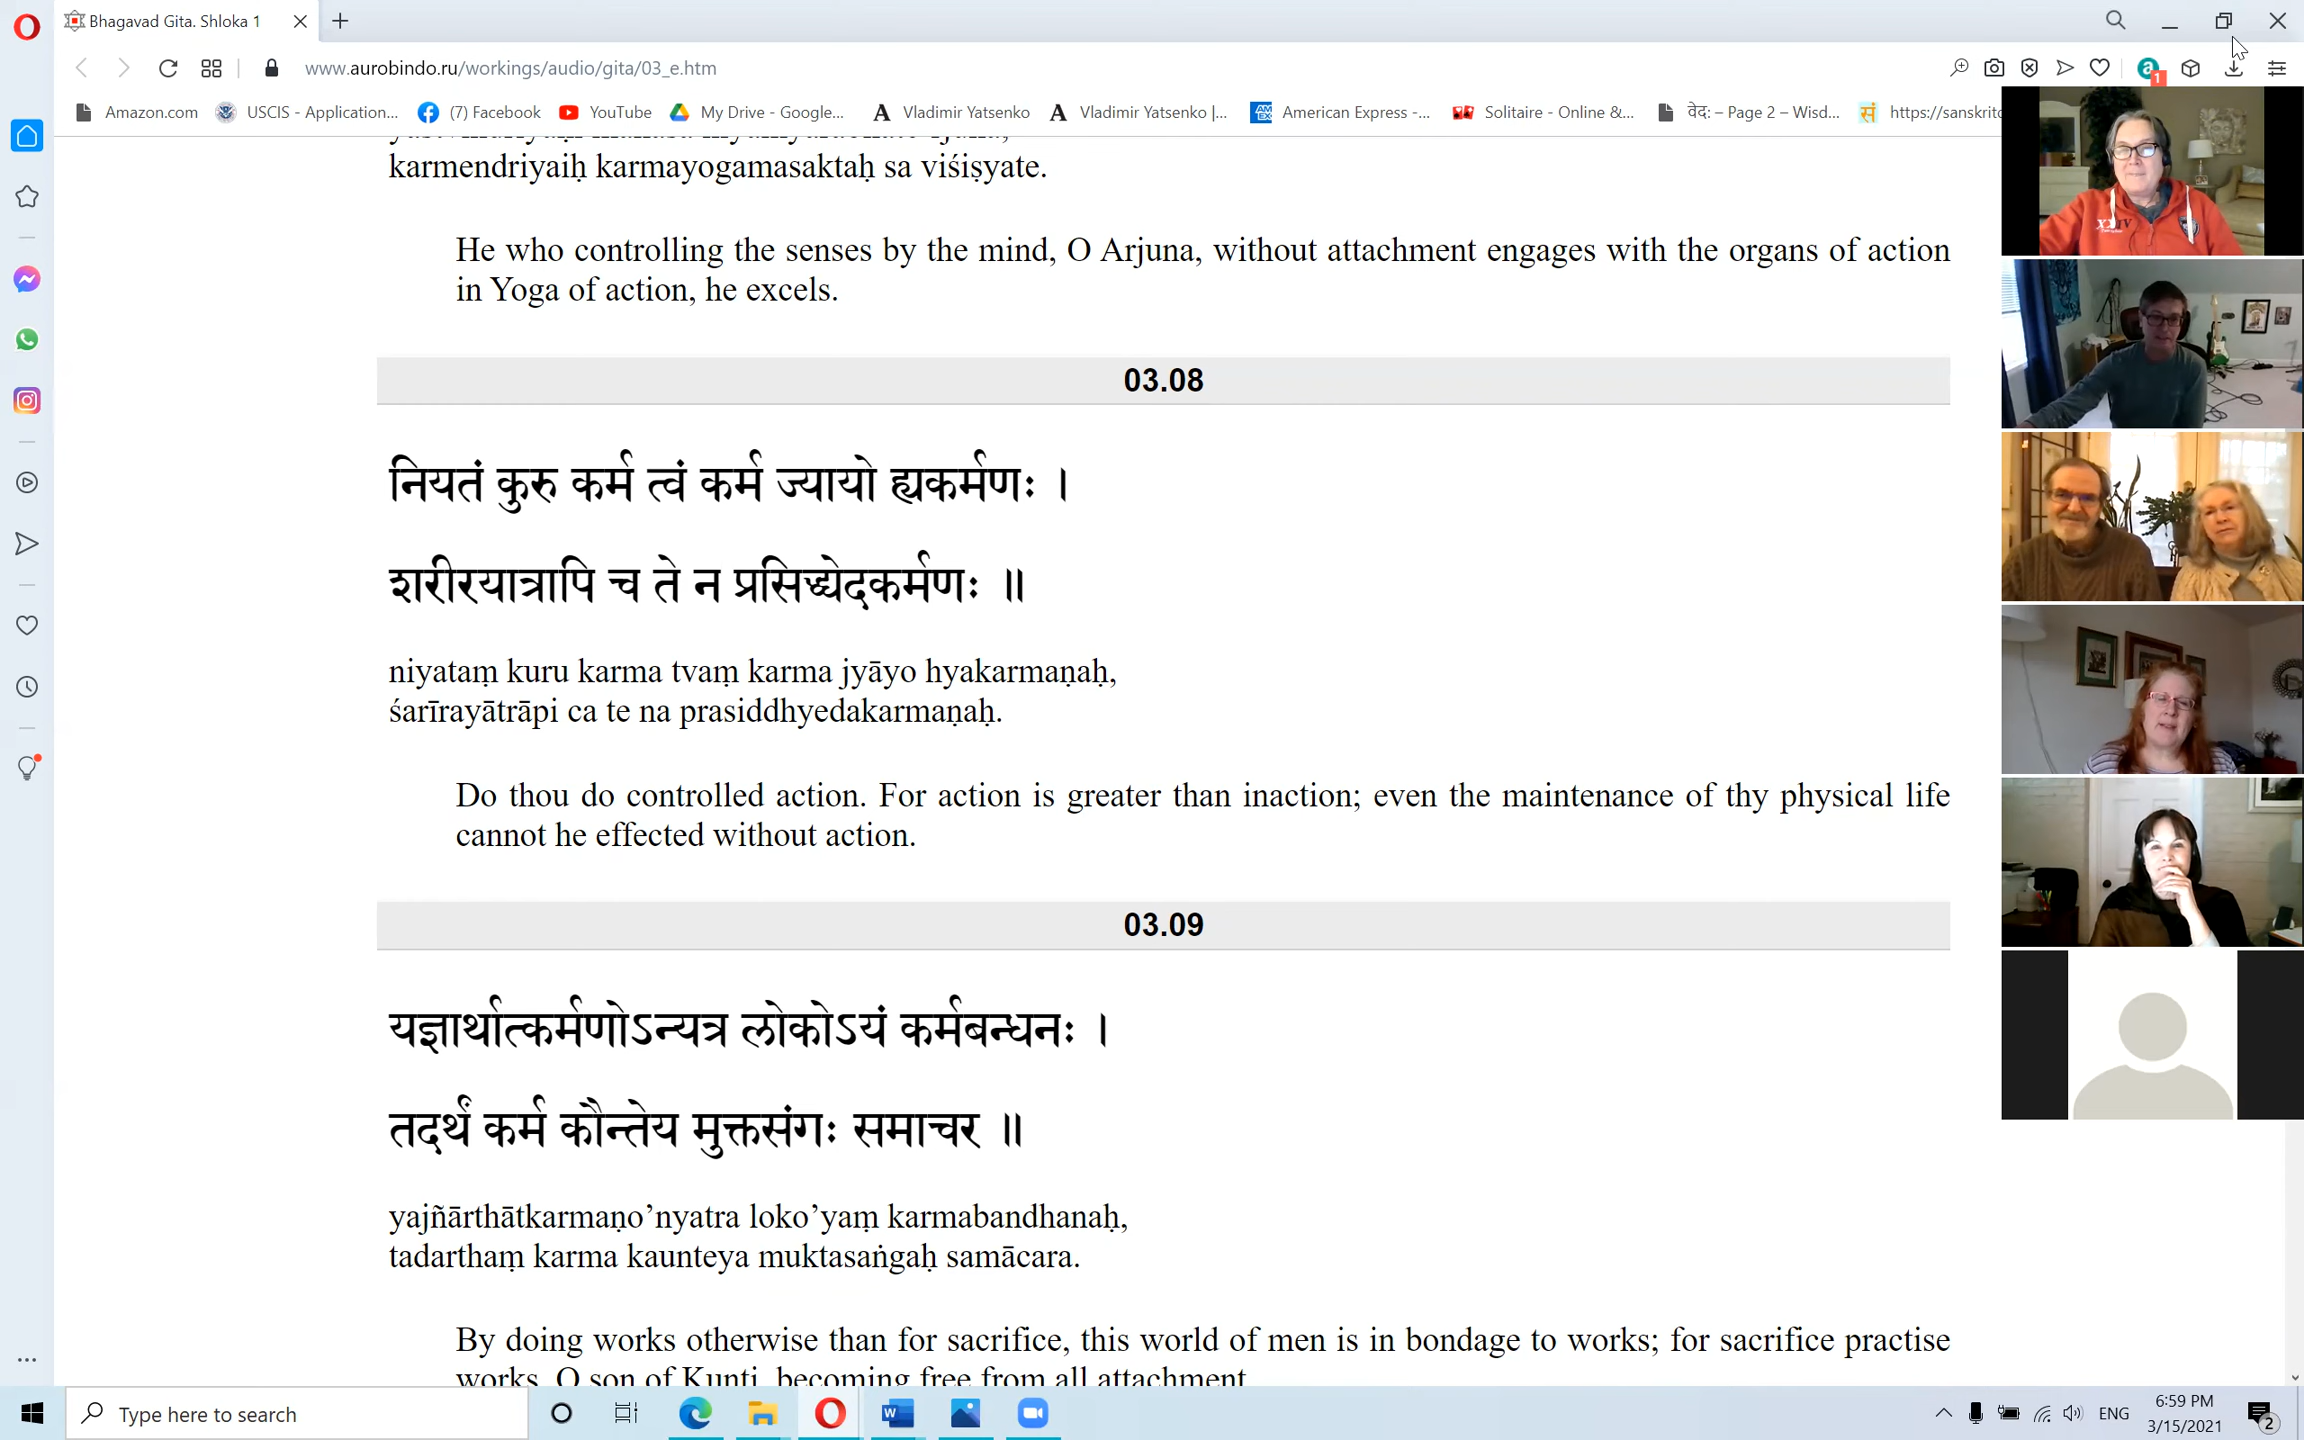 Bhagavad Gita. Shloka 1
www.aurobindo.ru/workings/audio/gita/03_e.htm
1
Amazon.com USCIS - Application... (7) Facebook YouTube My Drive - Google... Vladimir Yatsenko Vladimir Yatsenko |... American Express -... Solitaire - Online &... वेद: – Page 2 – Wisd... https://sanskrit
karmendriyaiḥ karmayogamasaktaḥ sa viśiṣyate.
He who controlling the senses by the mind, O Arjuna, without attachment engages with the organs of action
in Yoga of action, he excels.
03.08
नियतं कुरु कर्म त्वं कर्म ज्यायो ह्यकर्मणः ।
शरीरयात्रापि च ते न प्रसिद्ध्येदकर्मणः ॥
niyataṃ kuru karma tvaṃ karma jyāyo hyakarmaṇaḥ,
śarīrayātrāpi ca te na prasiddhyedakarmaṇaḥ.
Do thou do controlled action. For action is greater than inaction; even the maintenance of thy physical life
cannot he effected without action.
03.09
यज्ञार्थात्कर्मणोऽन्यत्र लोकोऽयं कर्मबन्धनः ।
तदर्थं कर्म कौन्तेय मुक्तसंगः समाचर ॥
yajñārthātkarmaṇo’nyatra loko’yaṃ karmabandhanaḥ,
tadarthaṃ karma kaunteya muktasaṅgaḥ samācara.
By doing works otherwise than for sacrifice, this world of men is in bondage to works; for sacrifice practise
works, O son of Kunti, becoming free from all attachment
Type here to search
ENG
6:59 PM
3/15/2021
2